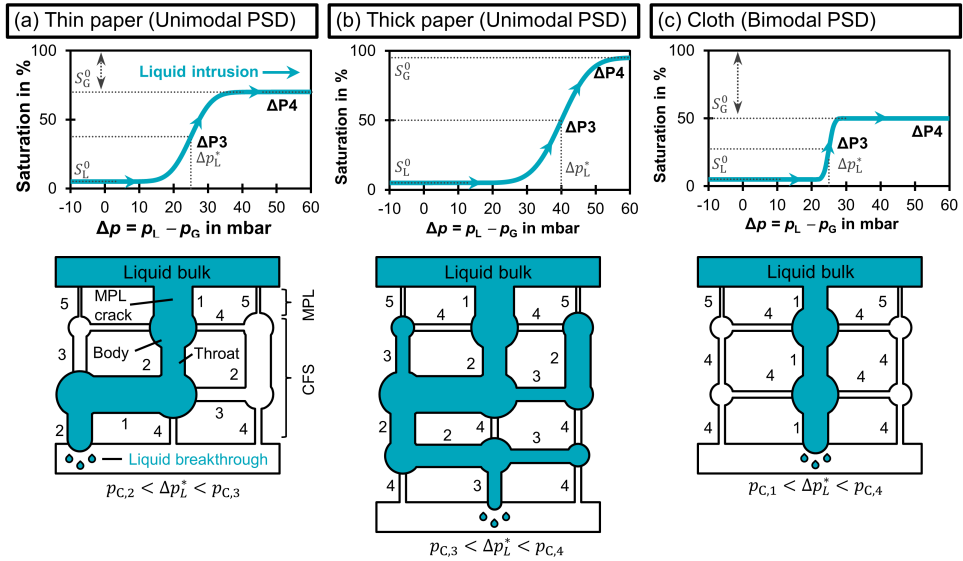 (a) Thin paper (Unimodal PSD)
100
50
0
Saturation in %
S_G^0
S_L^0
Liquid intrusion
ΔP4
ΔP3
Δp_L^*
-10 0 10 20 30 40 50 60
Δp = p_L − p_G in mbar
(b) Thick paper (Unimodal PSD)
100
50
0
Saturation in %
S_G^0
S_L^0
ΔP4
ΔP3
Δp_L^*
-10 0 10 20 30 40 50 60
Δp = p_L − p_G in mbar
(c) Cloth (Bimodal PSD)
100
50
0
Saturation in %
S_G^0
S_L^0
ΔP3
ΔP4
Δp_L^*
-10 0 10 20 30 40 50 60
Δp = p_L − p_G in mbar
Liquid bulk
5 MPL 1 5
crack 4
MPL
3 Body 2 Throat 2
CFS
3
2 1 4 4
Liquid breakthrough
p_C,2 < Δp_L^* < p_C,3
Liquid bulk
5 1 5
4 4
3 2
3
2 2 4 3 4
4 3 4
p_C,3 < Δp_L^* < p_C,4
Liquid bulk
5 1 5
4 4
4 1 4
4 4
4 1 4
p_C,1 < Δp_L^* < p_C,4